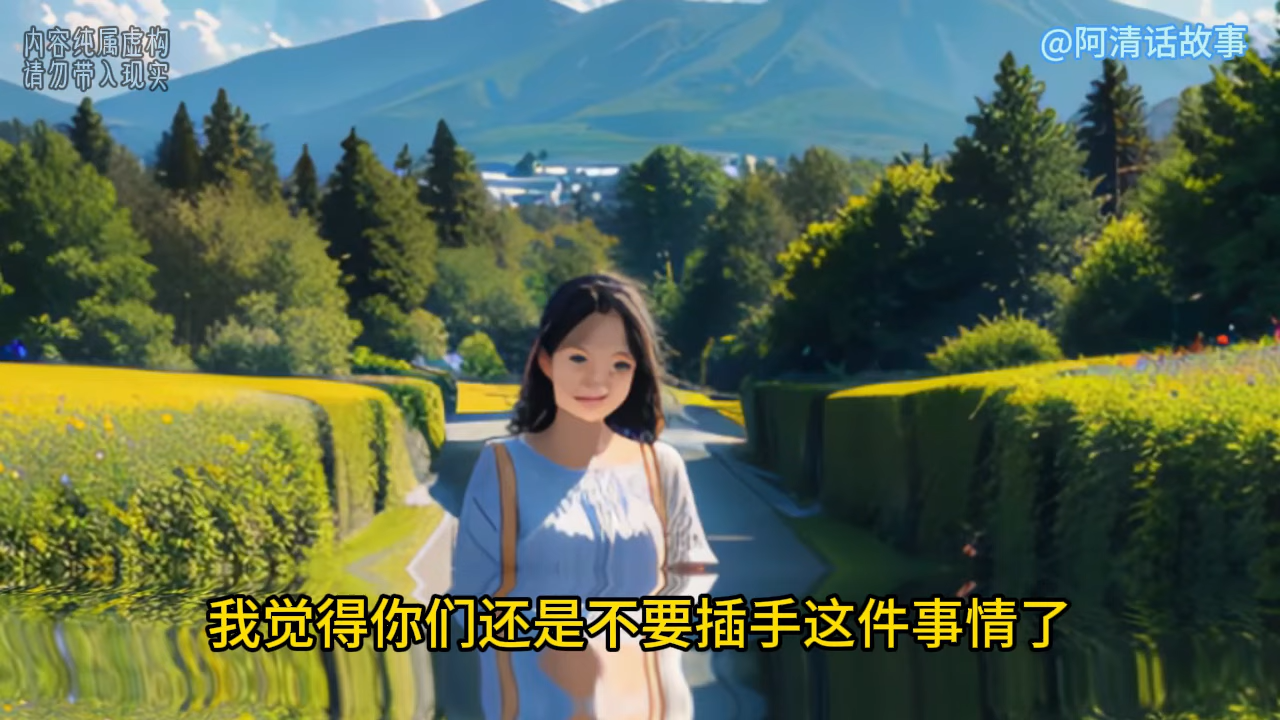 内容纯属虚构
请勿带入现实
@阿清话故事
我觉得你们还是不要插手这件事情了